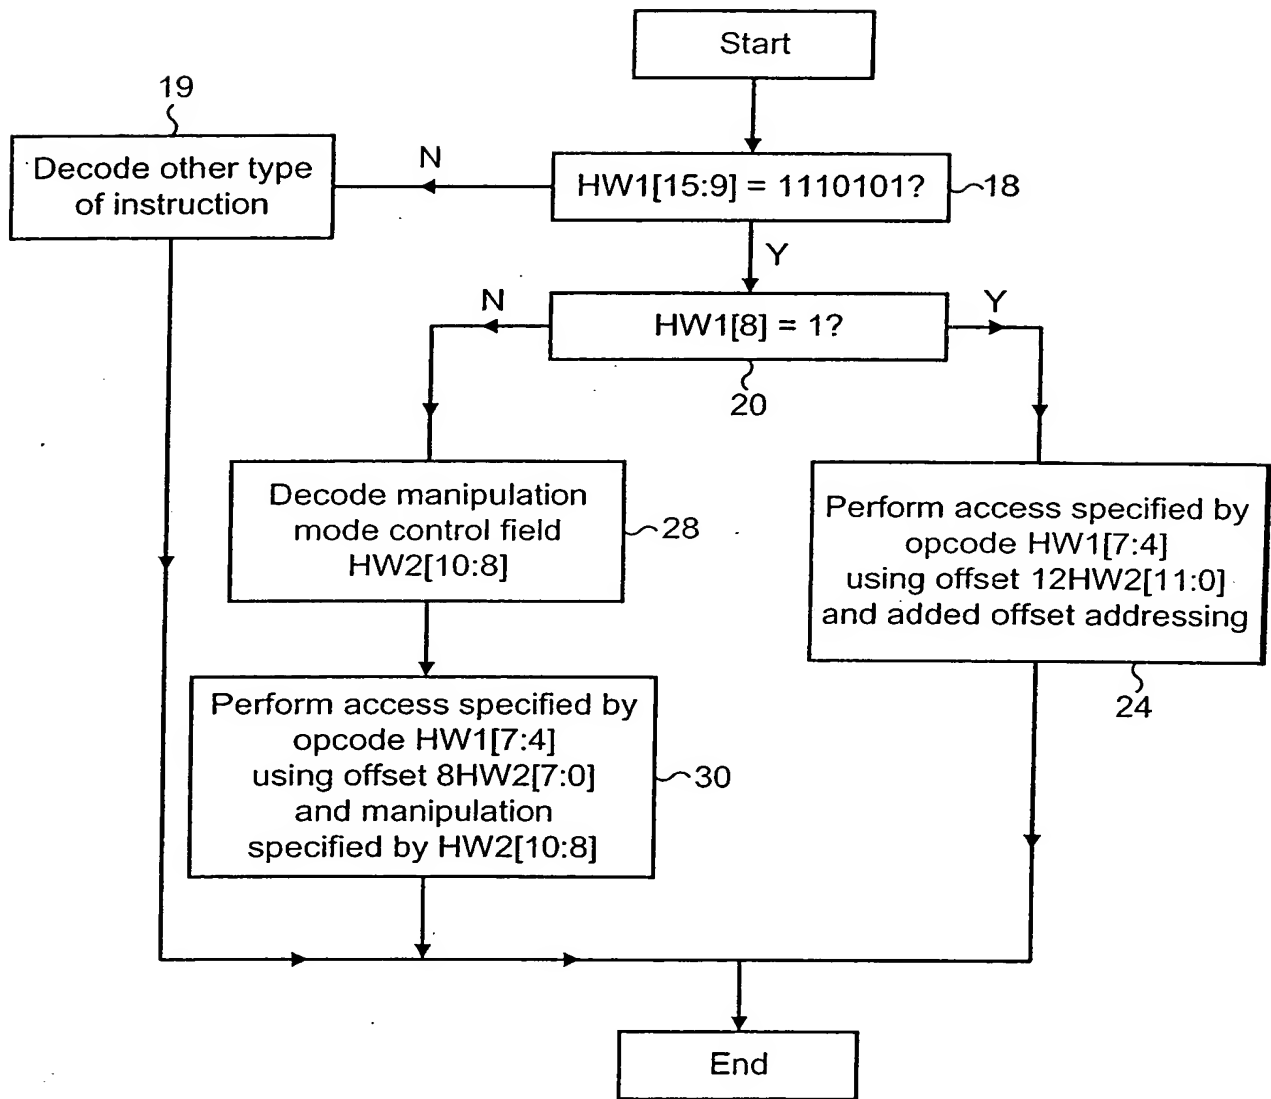 Start
19
Decode other type
of instruction
N
HW1[15:9] = 1110101?
18
Y
N
HW1[8] = 1?
Y
20
Decode manipulation
mode control field
HW2[10:8]
28
Perform access specified by
opcode HW1[7:4]
using offset 12HW2[11:0]
and added offset addressing
24
Perform access specified by
opcode HW1[7:4]
using offset 8HW2[7:0]
and manipulation
specified by HW2[10:8]
30
End